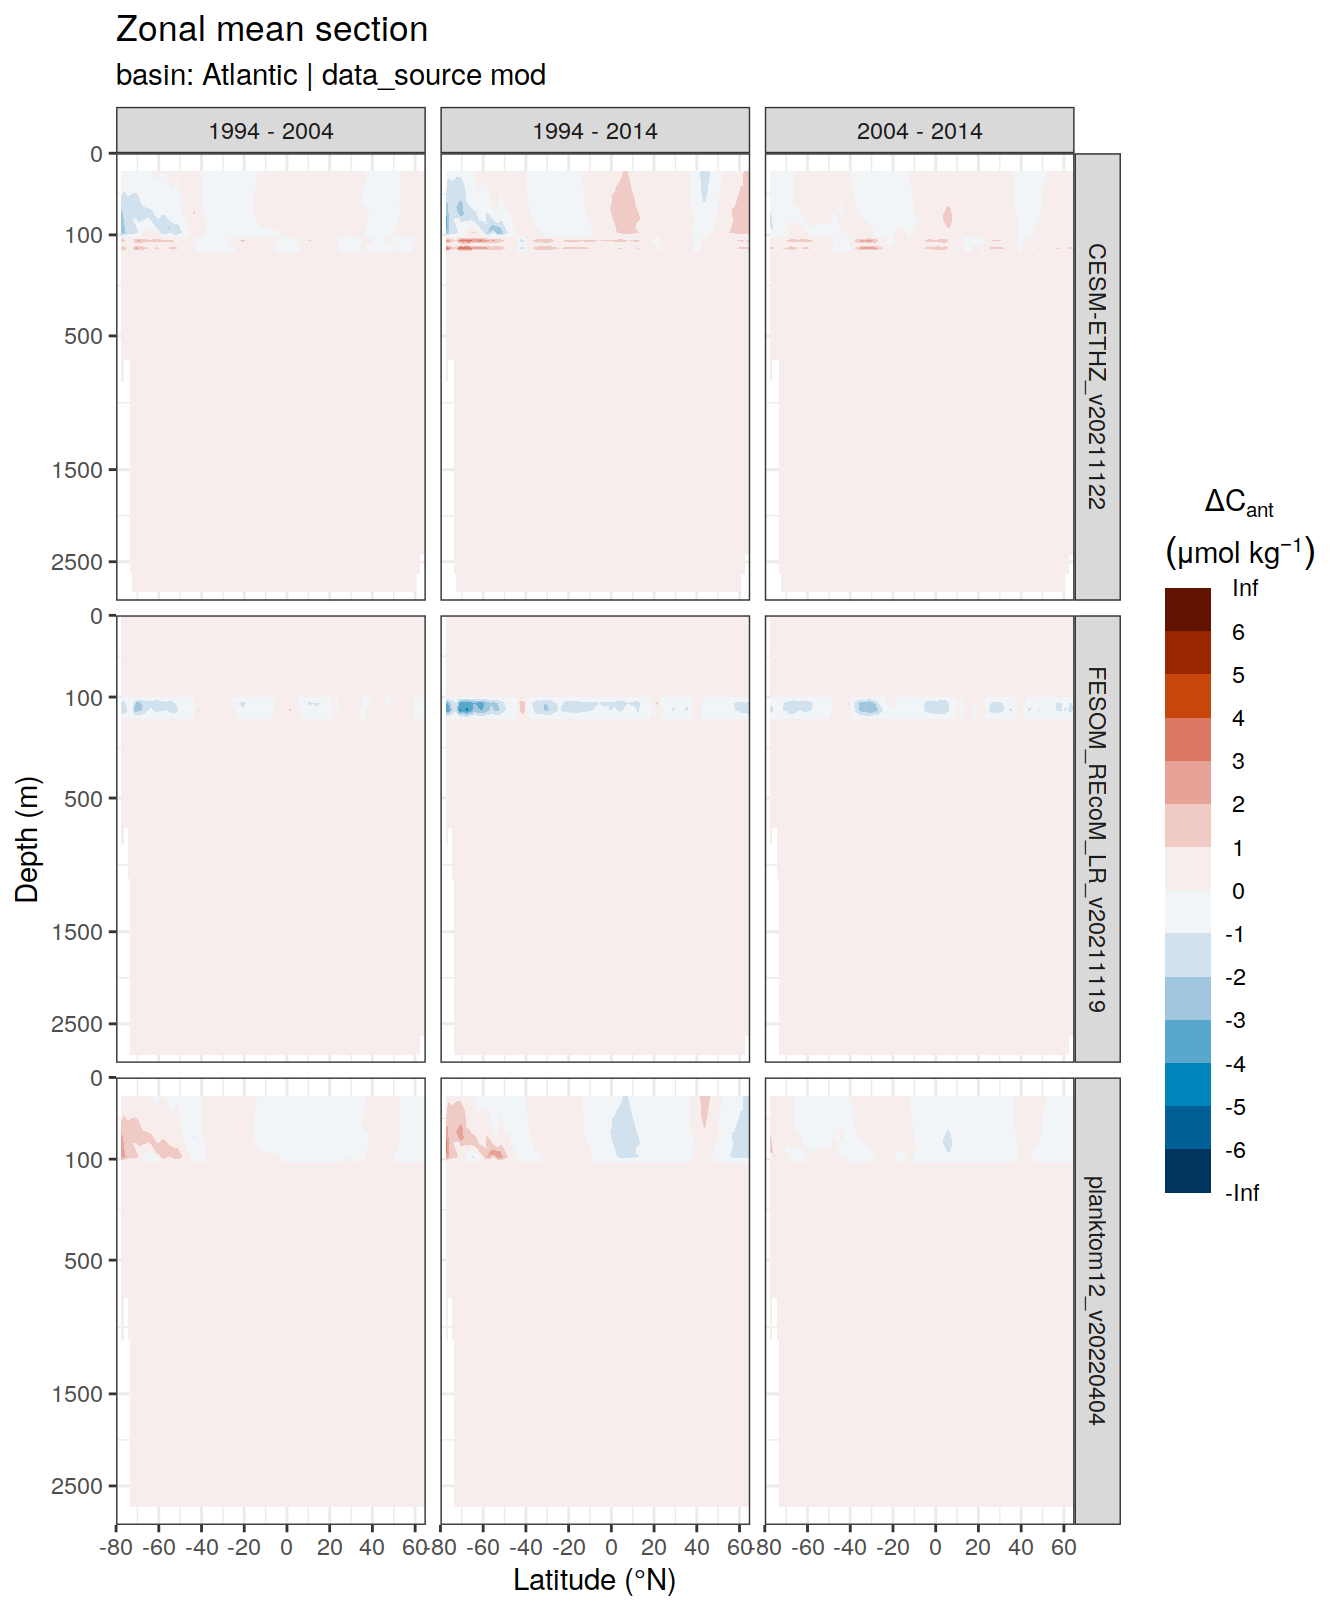 Zonal mean section
basin: Atlantic | data_source mod
1994 - 2004
1994 - 2014
2004 - 2014
0
100
500
1500
2500
CESM-ETHZ_v20211122
0
100
500
1500
2500
FESOM_REcoM_LR_v20211119
0
100
500
1500
2500
planktom12_v20220404
Depth (m)
-80 -60 -40 -20 0 20 40 60
-80 -60 -40 -20 0 20 40 60
-80 -60 -40 -20 0 20 40 60
Latitude (°N)
ΔCant
(μmol kg⁻¹)
Inf
6
5
4
3
2
1
0
-1
-2
-3
-4
-5
-6
-Inf